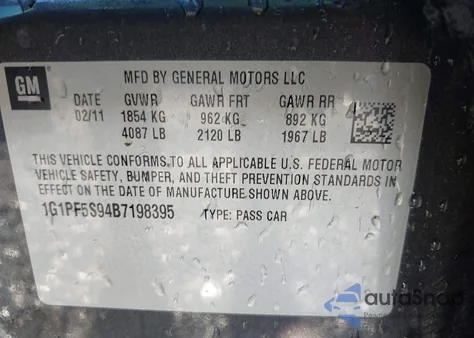 GM
MFD BY GENERAL MOTORS LLC
DATE GVWR GAWR FRT GAWR RR
02/11 1854 KG 962 KG 892 KG
4087 LB 2120 LB 1967 LB
THIS VEHICLE CONFORMS TO ALL APPLICABLE U.S. FEDERAL MOTOR
VEHICLE SAFETY, BUMPER, AND THEFT PREVENTION STANDARDS IN
EFFECT ON THE DATE OF MANUFACTURE SHOWN ABOVE.
1G1PF5S94B7198395 TYPE: PASS CAR
autoSnap